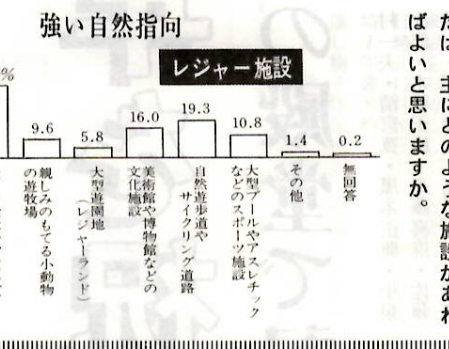 主にどのような施設があれ
ばよいと思いますか。
強い自然指向
レジャー施設
%
9.6
5.8
16.0
19.3
10.8
1.4
0.2
親しみのもてる小動物
の遊牧場
大型遊園地
（レジャーランド）
美術館や博物館などの
文化施設
自然遊歩道や
サイクリング道路
大型プールやアスレチック
などのスポーツ施設
その他
無回答